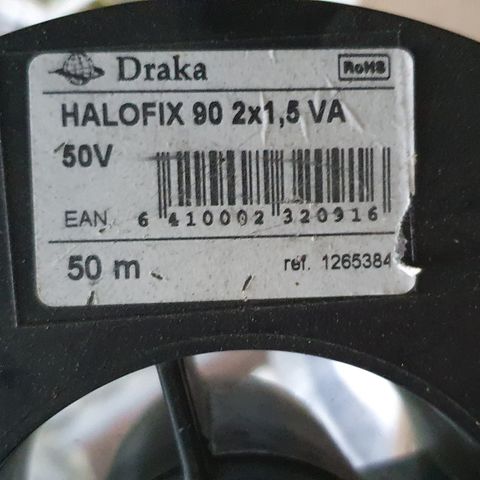 Draka
RoHS
HALOFIX 90 2x1,5 VA
50V
EAN 6 410002 320916
50 m
ref. 1265384